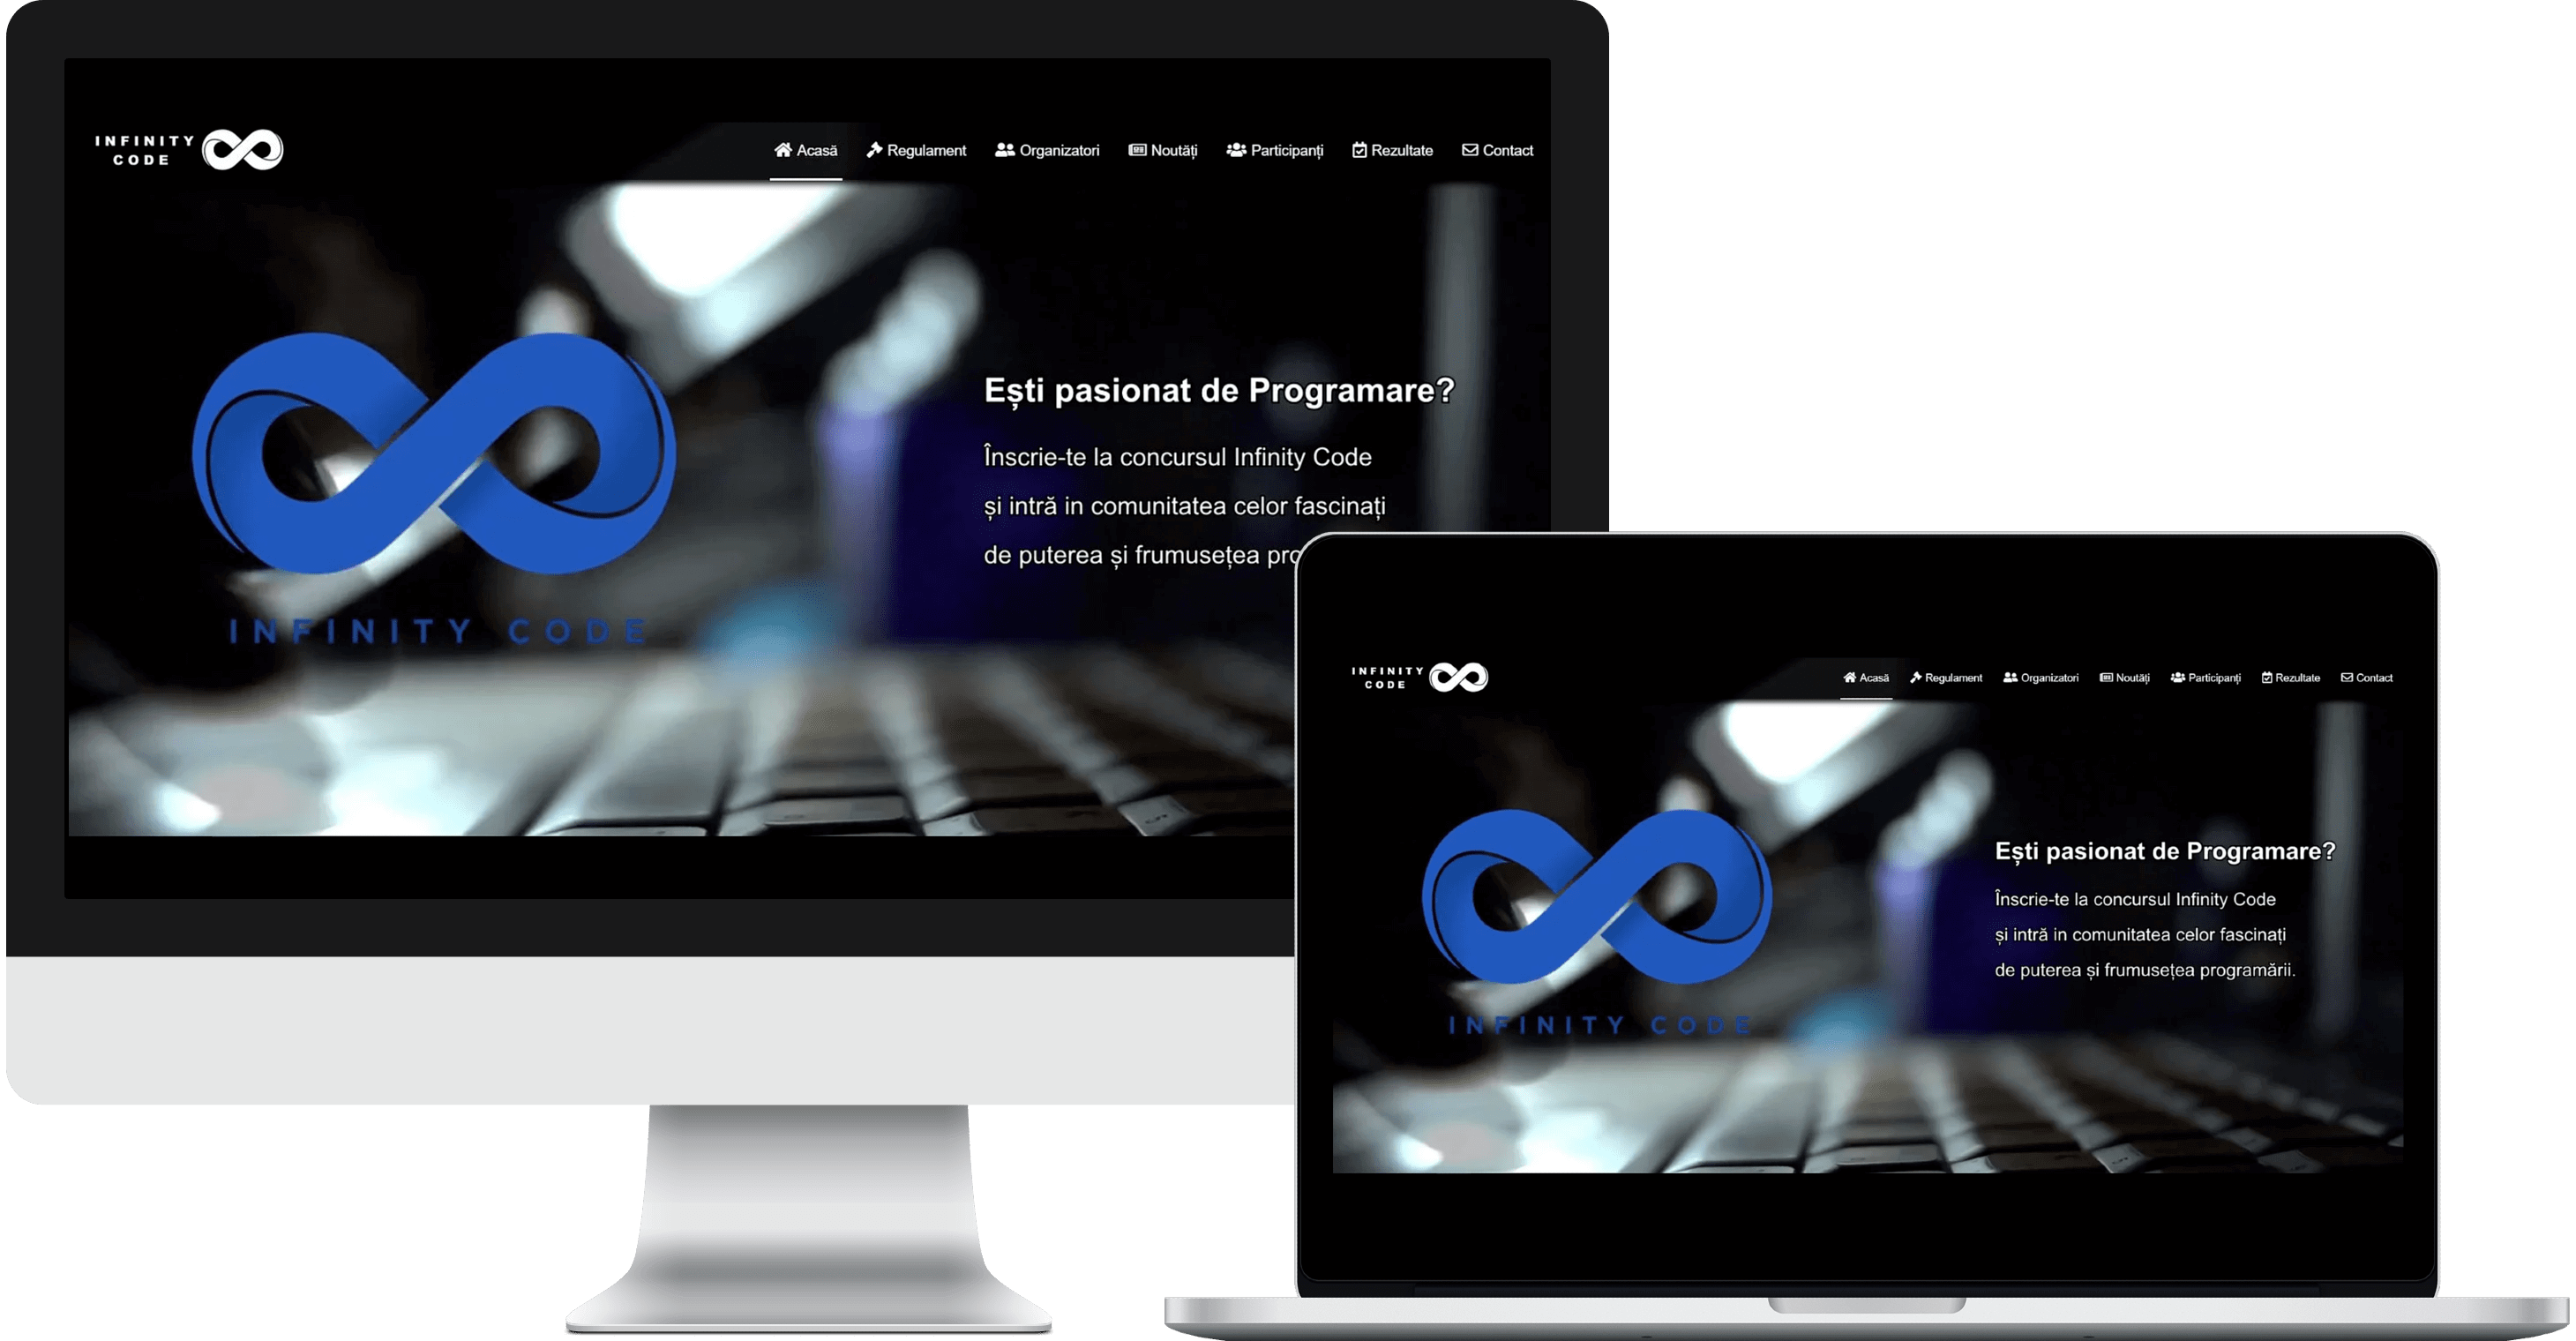 INFINITY
CODE
Acasă Regulament Organizatori Noutăți Participanți Rezultate Contact
Ești pasionat de Programare?
Înscrie-te la concursul Infinity Code
și intră in comunitatea celor fascinați
de puterea și frumusețea pro
INFINITY CODE
INFINITY
CODE
Acasă Regulament Organizatori Noutăți Participanți Rezultate Contact
Ești pasionat de Programare?
Înscrie-te la concursul Infinity Code
și intră in comunitatea celor fascinați
de puterea și frumusețea programării.
INFINITY CODE